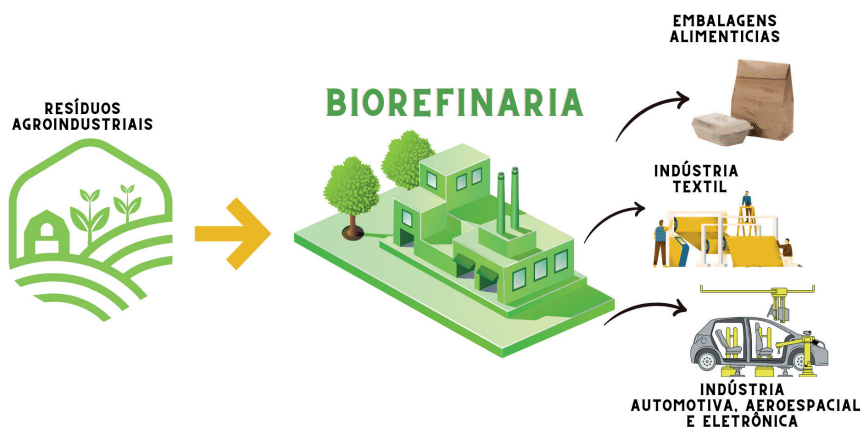 RESÍDUOS
AGROINDUSTRIAIS
BIOREFINARIA
EMBALAGENS
ALIMENTICIAS
INDÚSTRIA
TEXTIL
INDÚSTRIA
AUTOMOTIVA, AEROESPACIAL
E ELETRÔNICA